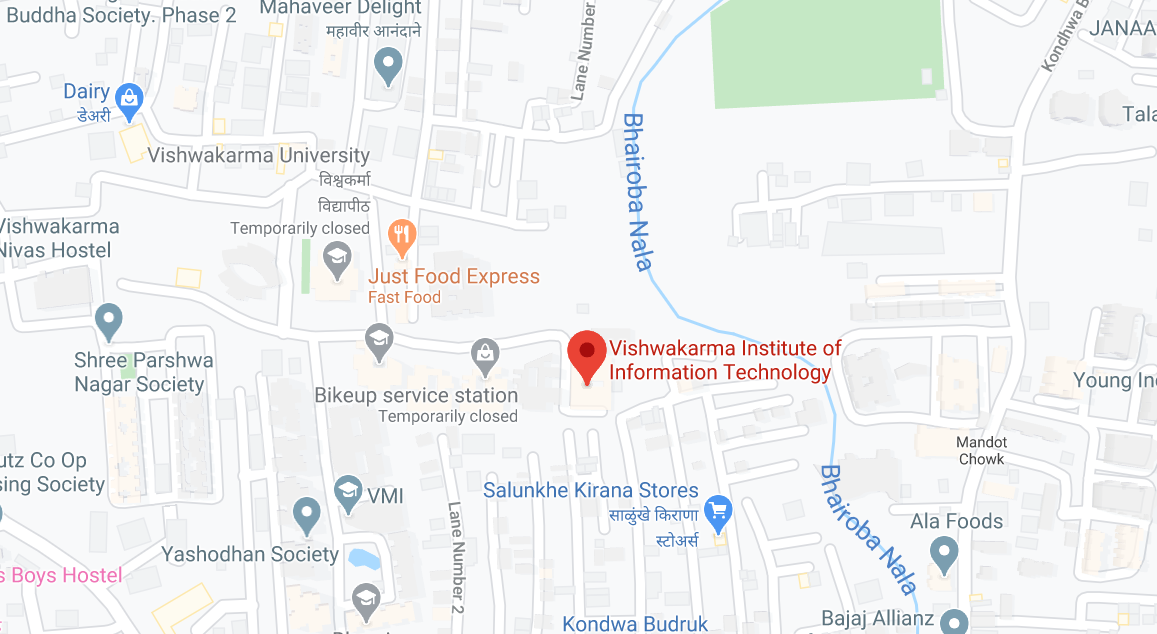 Buddha Society. Phase 2
Mahaveer Delight
महावीर आनंदाने
Lane Number
Kondhwa B
JANAA
Dairy
डेअरी
Tala
Bhairoba Nala
Vishwakarma University
विश्वकर्मा
विद्यापीठ
Temporarily closed
Vishwakarma
Nivas Hostel
Just Food Express
Fast Food
Shree Parshwa
Nagar Society
Vishwakarma Institute of
Information Technology
Bikeup service station
Temporarily closed
Young In
Mandot
Chowk
utz Co Op
sing Society
VMI
Lane Number 2
Salunkhe Kirana Stores
साळुंखे किराणा
स्टोअर्स
Bhairoba Nala
Ala Foods
Yashodhan Society
s Boys Hostel
Kondwa Budruk
Bajaj Allianz